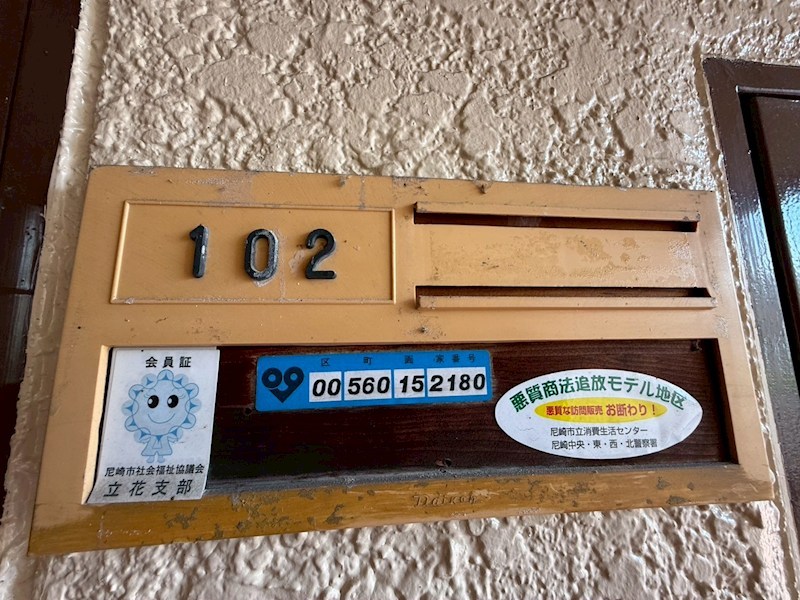 102
会員証
尼崎市社会福祉協議会
立花支部
区 町 画 家番号
00 560 15 2180
悪質商法追放モデル地区
悪質な訪問販売 お断わり！
尼崎市立消費生活センター
尼崎中央・東・西・北警察署
Daiken